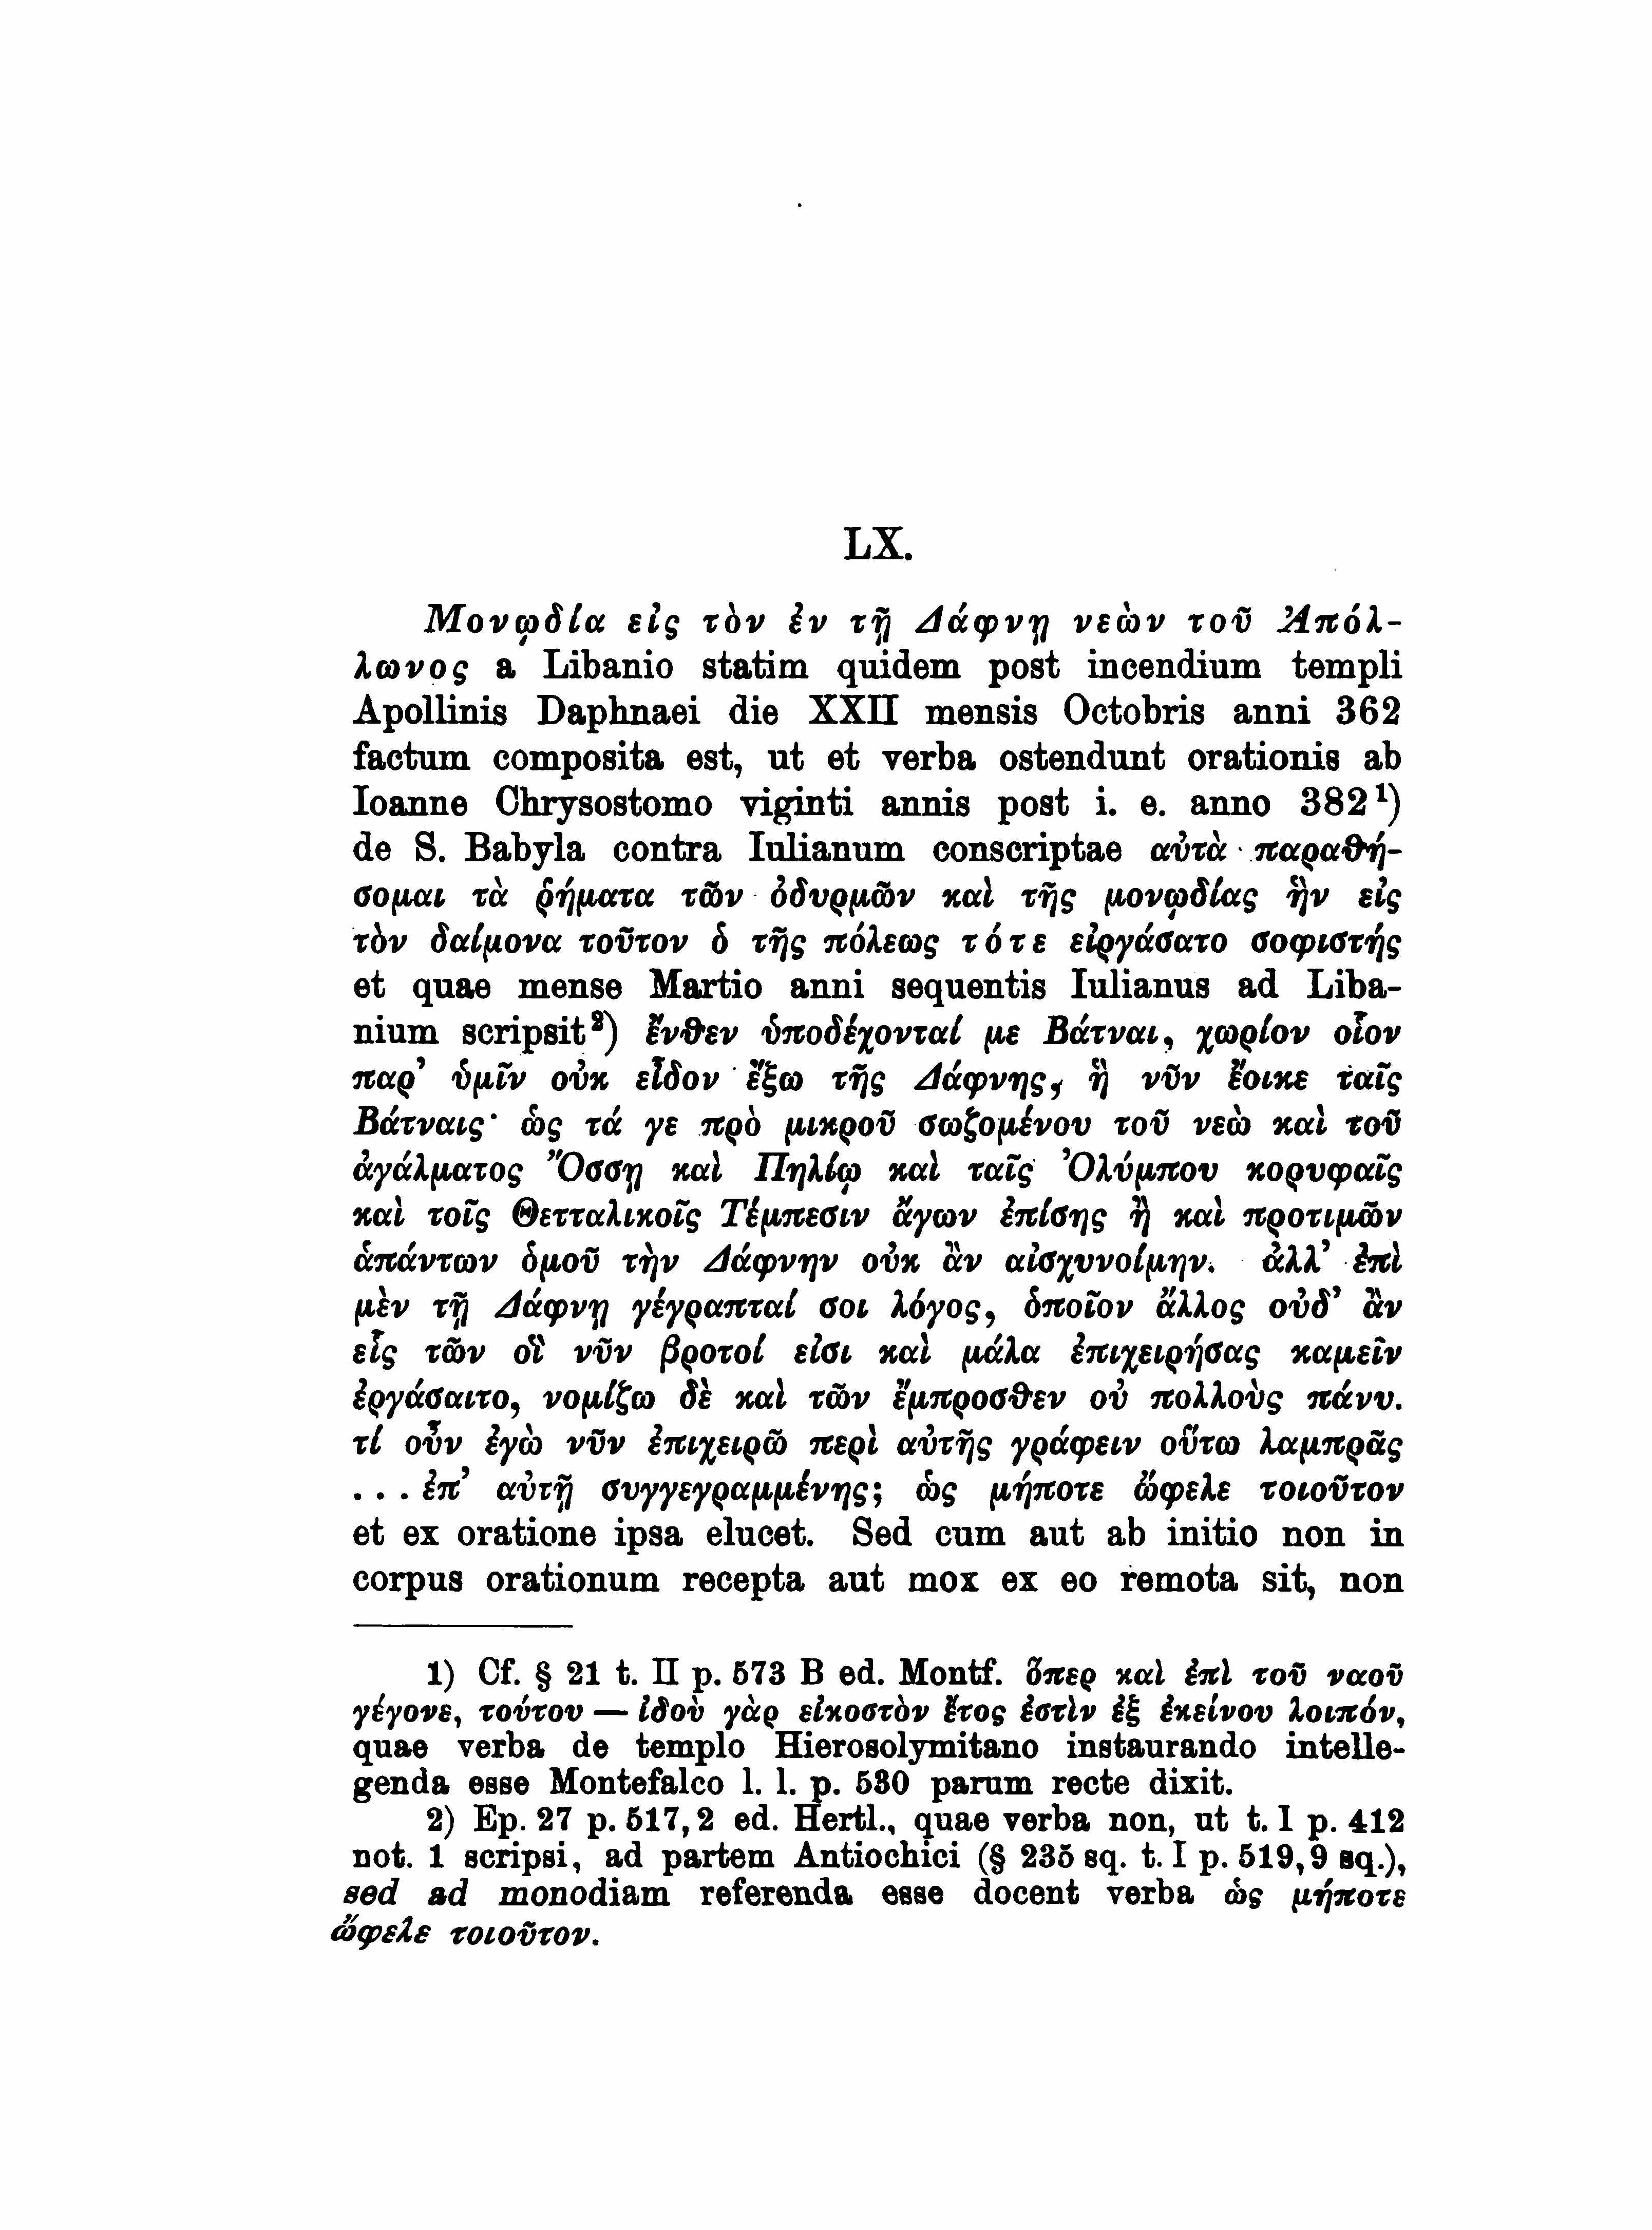 LX.
Μονῳδία εἰς τὸν ἐν τῇ Δάφνῃ νεὼν τοῦ Ἀπόλ-
λωνος a Libanio statim quidem post incendium templi
Apollinis Daphnaei die XXII mensis Octobris anni 362
factum composita est, ut et verba ostendunt orationis ab
Ioanne Chrysostomo viginti annis post i. e. anno 382¹)
de S. Babyla contra Iulianum conscriptae αὐτὰ παραθή-
σομαι τὰ ῥήματα τῶν ὀδυρμῶν καὶ τῆς μονῳδίας ἣν εἰς
τὸν δαίμονα τοῦτον ὁ τῆς πόλεως τότε εἰργάσατο σοφιστής
et quae mense Martio anni sequentis Iulianus ad Liba-
nium scripsit²) ἔνθεν ὑποδέχονταί με Βάτναι, χωρίον οἷον
παρ’ ὑμῖν οὐκ εἶδον ἔξω τῆς Δάφνης, ἣ νῦν ἔοικε ταῖς
Βάτναις· ὡς τά γε πρὸ μικροῦ σωζομένου τοῦ νεὼ καὶ τοῦ
ἀγάλματος Ὄσσῃ καὶ Πηλίῳ καὶ ταῖς Ὀλύμπου κορυφαῖς
καὶ τοῖς Θετταλικοῖς Τέμπεσιν ἄγων ἐπίσης ἢ καὶ προτιμῶν
ἁπάντων ὁμοῦ τὴν Δάφνην οὐκ ἂν αἰσχυνοίμην. ἀλλ’ ἐπὶ
μὲν τῇ Δάφνῃ γέγραπταί σοι λόγος, ὁποῖον ἄλλος οὐδ’ ἂν
εἷς τῶν οἳ νῦν βροτοί εἰσι καὶ μάλα ἐπιχειρήσας καμεῖν
ἐργάσαιτο, νομίζω δὲ καὶ τῶν ἔμπροσθεν οὐ πολλοὺς πάνυ.
τί οὖν ἐγὼ νῦν ἐπιχειρῶ περὶ αὐτῆς γράφειν οὕτω λαμπρᾶς
... ἐπ’ αὐτῇ συγγεγραμμένης; ὡς μήποτε ὤφελε τοιοῦτον
et ex oratione ipsa elucet. Sed cum aut ab initio non in
corpus orationum recepta aut mox ex eo remota sit, non
1) Cf. § 21 t. II p. 573 B ed. Montf. ὅπερ καὶ ἐπὶ τοῦ ναοῦ
γέγονε, τούτου — ἰδοὺ γὰρ εἰκοστὸν ἔτος ἐστὶν ἐξ ἐκείνου λοιπόν,
quae verba de templo Hierosolymitano instaurando intelle-
genda esse Montefalco l. l. p. 530 parum recte dixit.
2) Ep. 27 p. 517, 2 ed. Hertl., quae verba non, ut t. I p. 412
not. 1 scripsi, ad partem Antiochici (§ 235 sq. t. I p. 519, 9 sq.),
sed ad monodiam referenda esse docent verba ὡς μήποτε
ὤφελε τοιοῦτον.